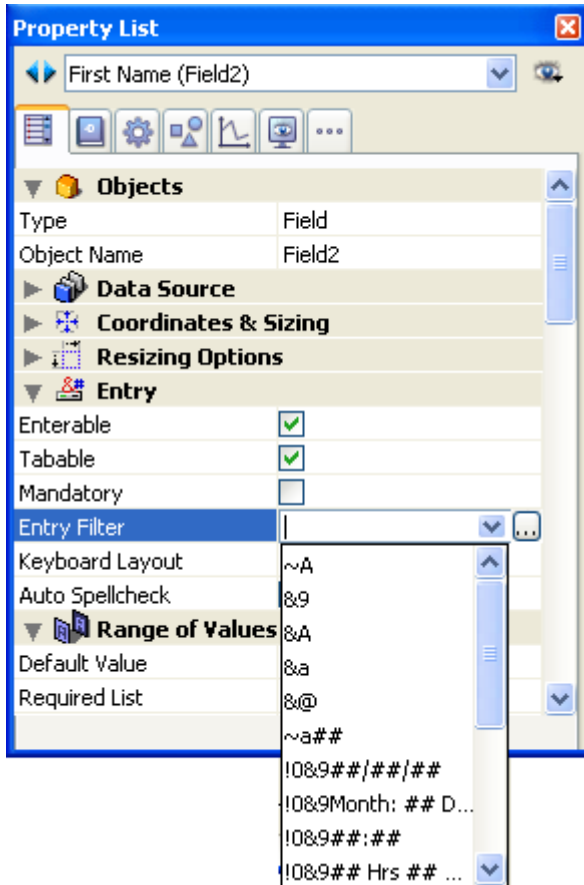 Property List
First Name (Field2)
Objects
Type Field
Object Name Field2
Data Source
Coordinates & Sizing
Resizing Options
Entry
Enterable
Tabable
Mandatory
Entry Filter ...
Keyboard Layout
Auto Spellcheck
Range of Values
Default Value
Required List
~A
&9
&A
&a
&@
~a##
!0&9##/##/##
!0&9Month: ## D...
!0&9##:##
!0&9## Hrs ## ...